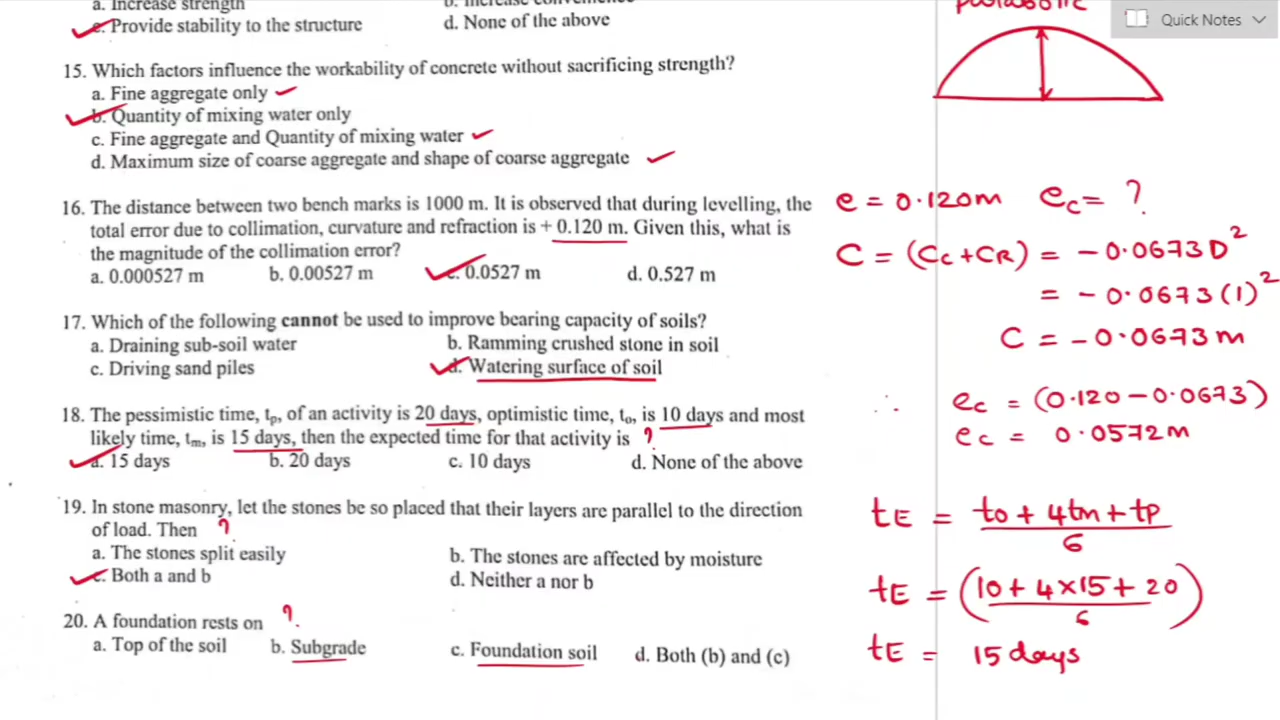 a. Increase strength
b. Increase convenience
c. Provide stability to the structure
d. None of the above
parabolic
Quick Notes
15. Which factors influence the workability of concrete without sacrificing strength?
a. Fine aggregate only
b. Quantity of mixing water only
c. Fine aggregate and Quantity of mixing water
d. Maximum size of coarse aggregate and shape of coarse aggregate
16. The distance between two bench marks is 1000 m. It is observed that during levelling, the
total error due to collimation, curvature and refraction is + 0.120 m. Given this, what is
the magnitude of the collimation error?
a. 0.000527 m b. 0.00527 m c. 0.0527 m d. 0.527 m
17. Which of the following cannot be used to improve bearing capacity of soils?
a. Draining sub-soil water b. Ramming crushed stone in soil
c. Driving sand piles d. Watering surface of soil
18. The pessimistic time, tp, of an activity is 20 days, optimistic time, to, is 10 days and most
likely time, tm, is 15 days, then the expected time for that activity is ?
a. 15 days b. 20 days c. 10 days d. None of the above
19. In stone masonry, let the stones be so placed that their layers are parallel to the direction
of load. Then ?
a. The stones split easily b. The stones are affected by moisture
c. Both a and b d. Neither a nor b
20. A foundation rests on ?
a. Top of the soil b. Subgrade c. Foundation soil d. Both (b) and (c)
e = 0.120m ec = ?
C = (Cc + CR) = - 0.0673 D²
= - 0.0673 (1)²
C = - 0.0673 m
∴ ec = (0.120 - 0.0673)
ec = 0.0572 m
tE = to + 4tm + tp
6
tE = (10 + 4×15 + 20)
6
tE = 15 days